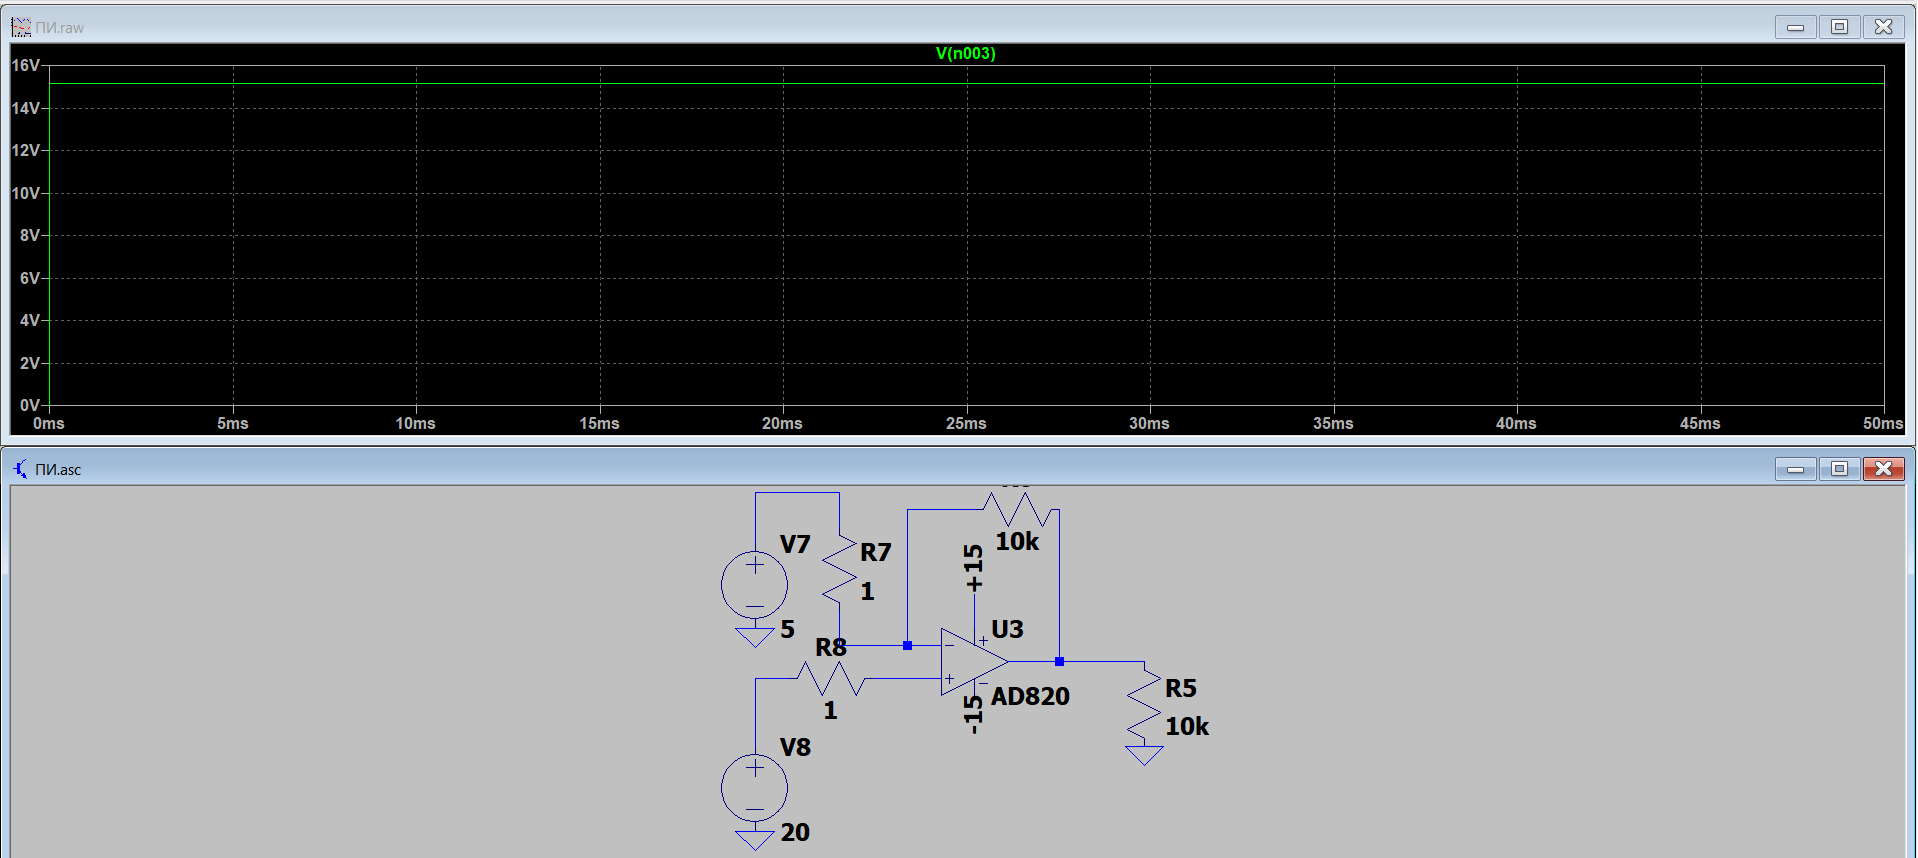 ПИ.raw
V(n003)
16V
14V
12V
10V
8V
6V
4V
2V
0V
0ms 5ms 10ms 15ms 20ms 25ms 30ms 35ms 40ms 45ms 50ms
ПИ.asc
10k
V7
R7
+15
1
5
U3
R8
AD820
R5
-15
1
10k
V8
20